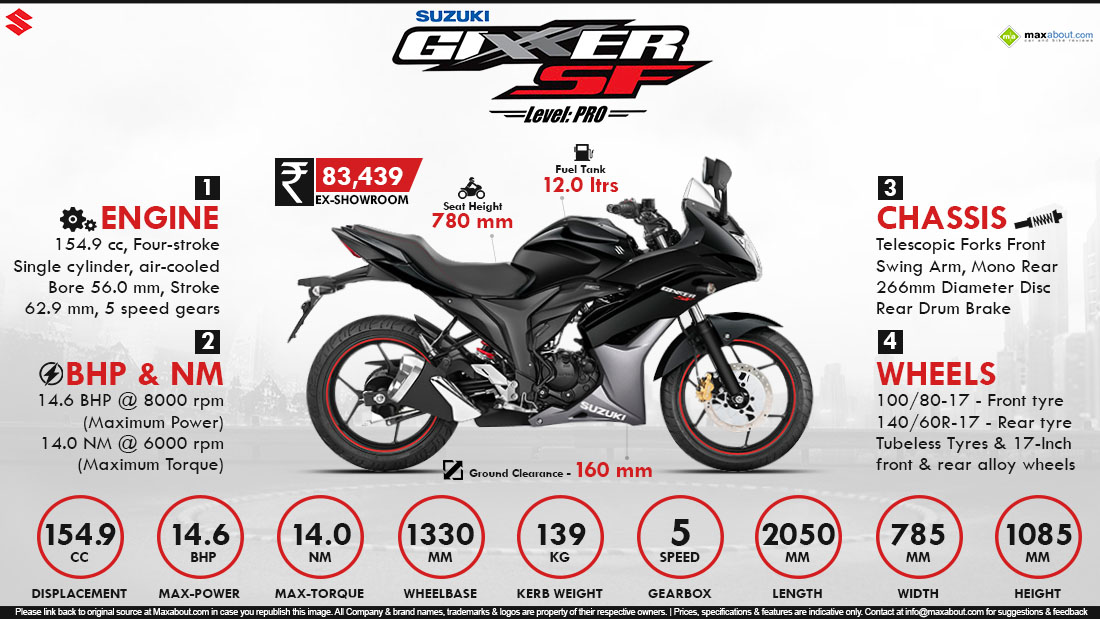 SUZUKI
GIXXER
SF
Level: PRO
maxabout.com
car and bike reviews
₹ 83,439
EX-SHOWROOM
Seat Height
780 mm
Fuel Tank
12.0 ltrs
1
ENGINE
154.9 cc, Four-stroke
Single cylinder, air-cooled
Bore 56.0 mm, Stroke
62.9 mm, 5 speed gears
2
BHP & NM
14.6 BHP @ 8000 rpm
(Maximum Power)
14.0 NM @ 6000 rpm
(Maximum Torque)
3
CHASSIS
Telescopic Forks Front
Swing Arm, Mono Rear
266mm Diameter Disc
Rear Drum Brake
4
WHEELS
100/80-17 - Front tyre
140/60R-17 - Rear tyre
Tubeless Tyres & 17-Inch
front & rear alloy wheels
GIXXER
SF
SUZUKI
Ground Clearance - 160 mm
154.9
CC
DISPLACEMENT
14.6
BHP
MAX-POWER
14.0
NM
MAX-TORQUE
1330
MM
WHEELBASE
139
KG
KERB WEIGHT
5
SPEED
GEARBOX
2050
MM
LENGTH
785
MM
WIDTH
1085
MM
HEIGHT
Please link back to original source at Maxabout.com in case you republish this image. All Company & brand names, trademarks & logos are property of their respective owners. | Prices, specifications & features are indicative only. Contact at info@maxabout.com for suggestions & feedback